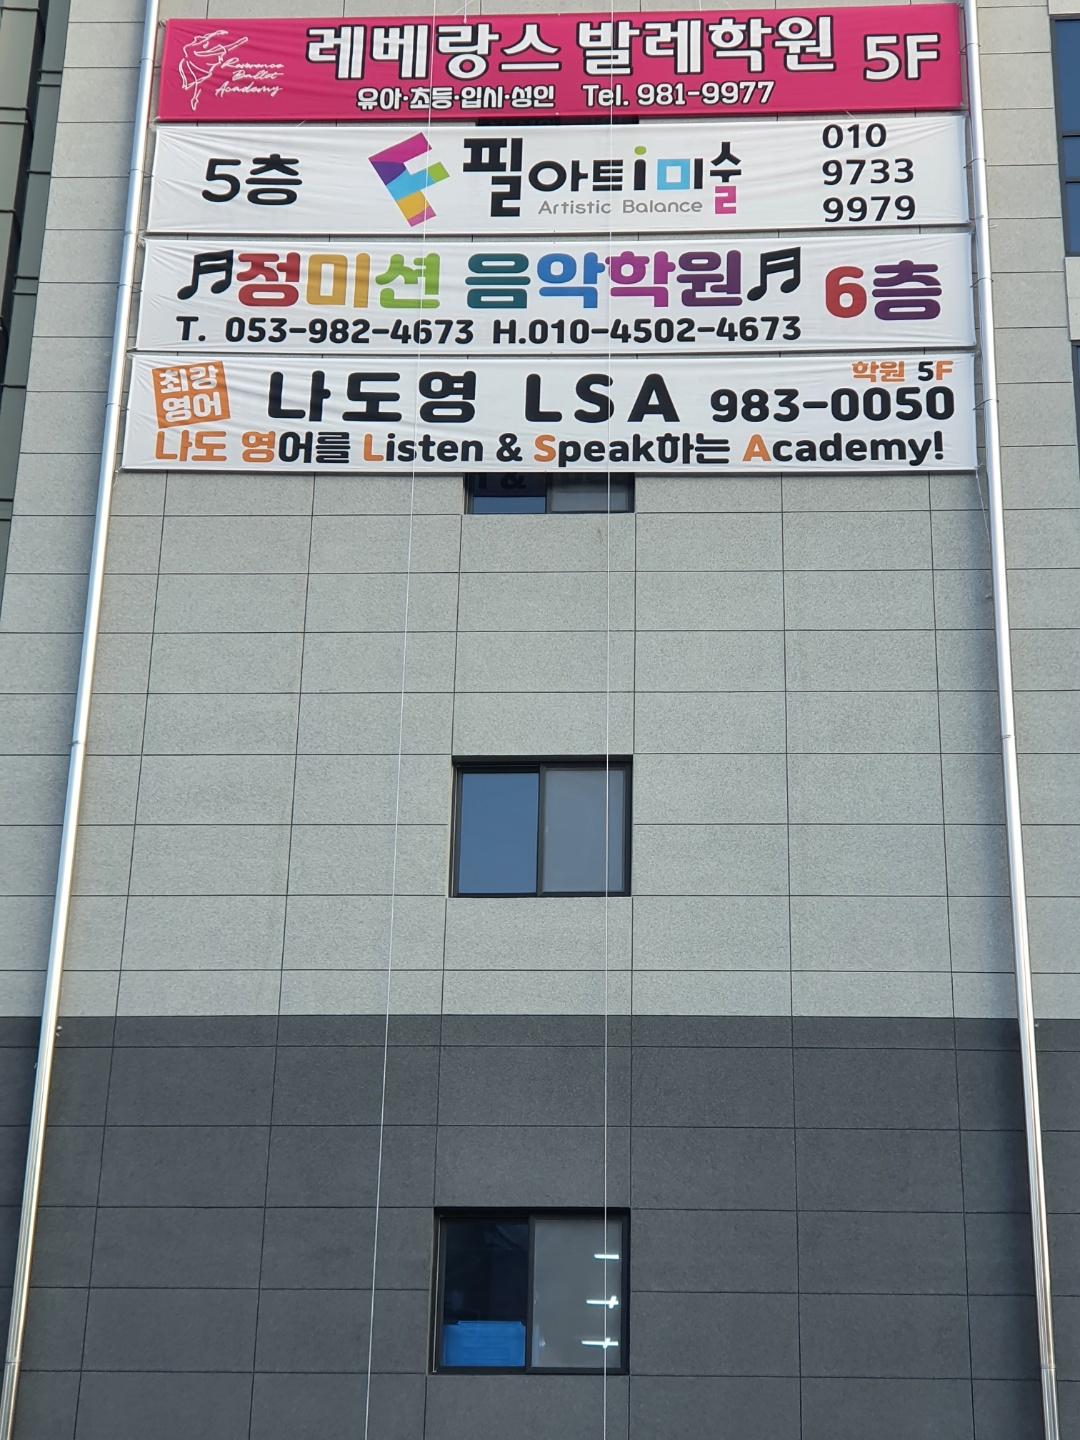 Reverence
Ballet
Academy
레베랑스 발레학원 5F
유아·초등·입시·성인 Tel. 981-9977
5층
필아트i미술
Artistic Balance
010
9733
9979
정미션 음악학원 6층
T. 053-982-4673 H.010-4502-4673
최강
영어
나도영 LSA 983-0050
학원 5F
나도 영어를 Listen & Speak하는 Academy!